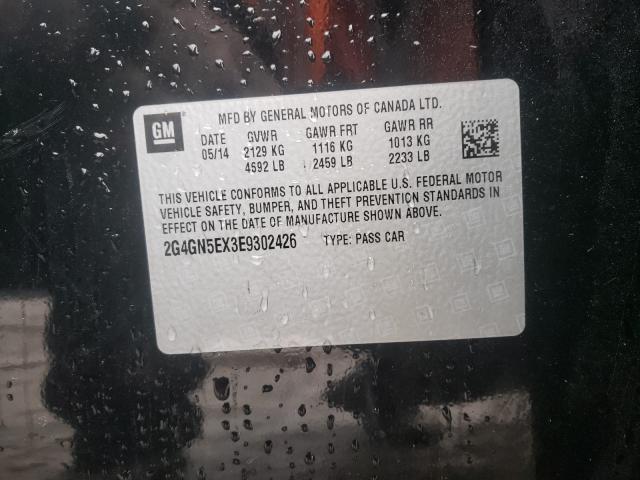 GM
MFD BY GENERAL MOTORS OF CANADA LTD.
DATE GVWR GAWR FRT GAWR RR
05/14 2129 KG 1116 KG 1013 KG
4692 LB 2459 LB 2233 LB
THIS VEHICLE CONFORMS TO ALL APPLICABLE U.S. FEDERAL MOTOR
VEHICLE SAFETY, BUMPER, AND THEFT PREVENTION STANDARDS IN
EFFECT ON THE DATE OF MANUFACTURE SHOWN ABOVE.
2G4GN5EX3E9302426 TYPE: PASS CAR